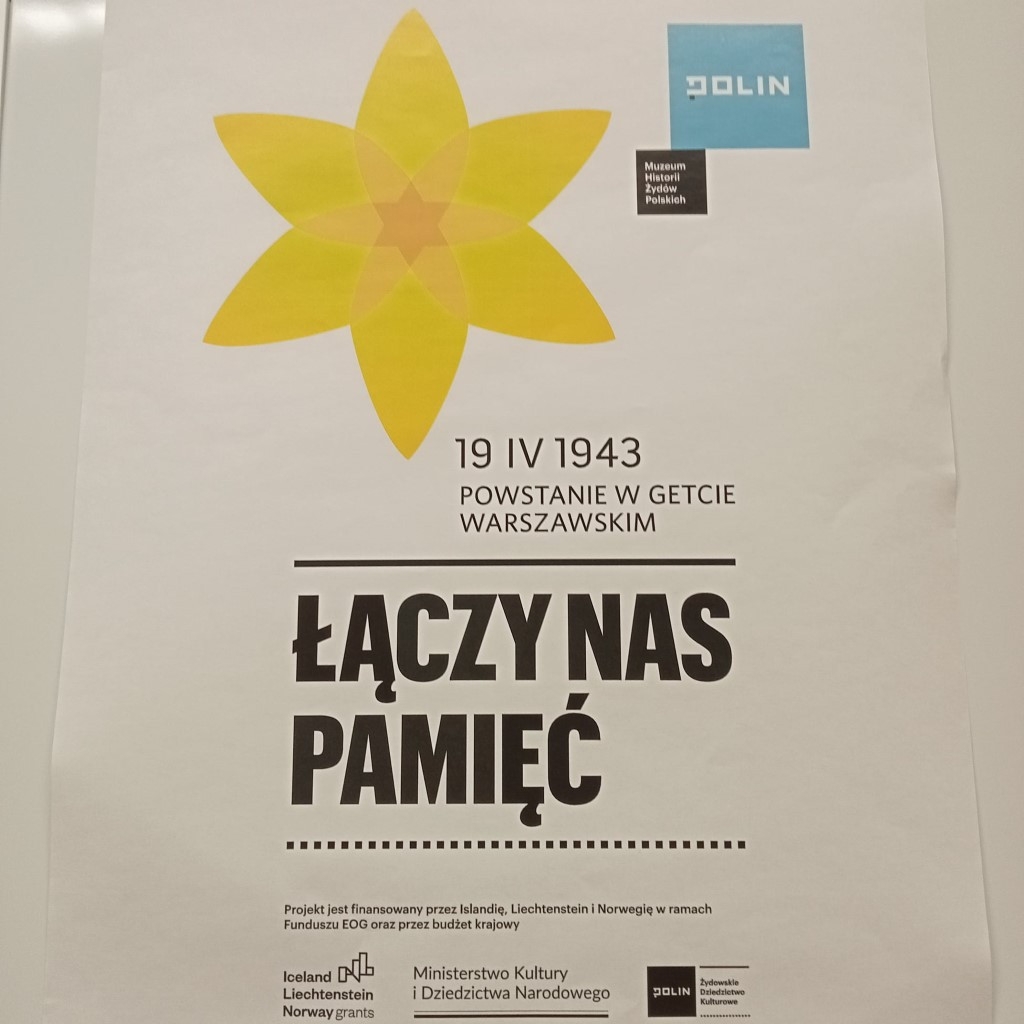 POLIN
Muzeum
Historii
Żydów
Polskich
19 IV 1943
POWSTANIE W GETCIE
WARSZAWSKIM
ŁĄCZY NAS
PAMIĘĆ
Projekt jest finansowany przez Islandię, Liechtenstein i Norwegię w ramach
Funduszu EOG oraz przez budżet krajowy
Iceland
Liechtenstein
Norway grants
Ministerstwo Kultury
i Dziedzictwa Narodowego
POLIN
Żydowskie
Dziedzictwo
Kulturowe